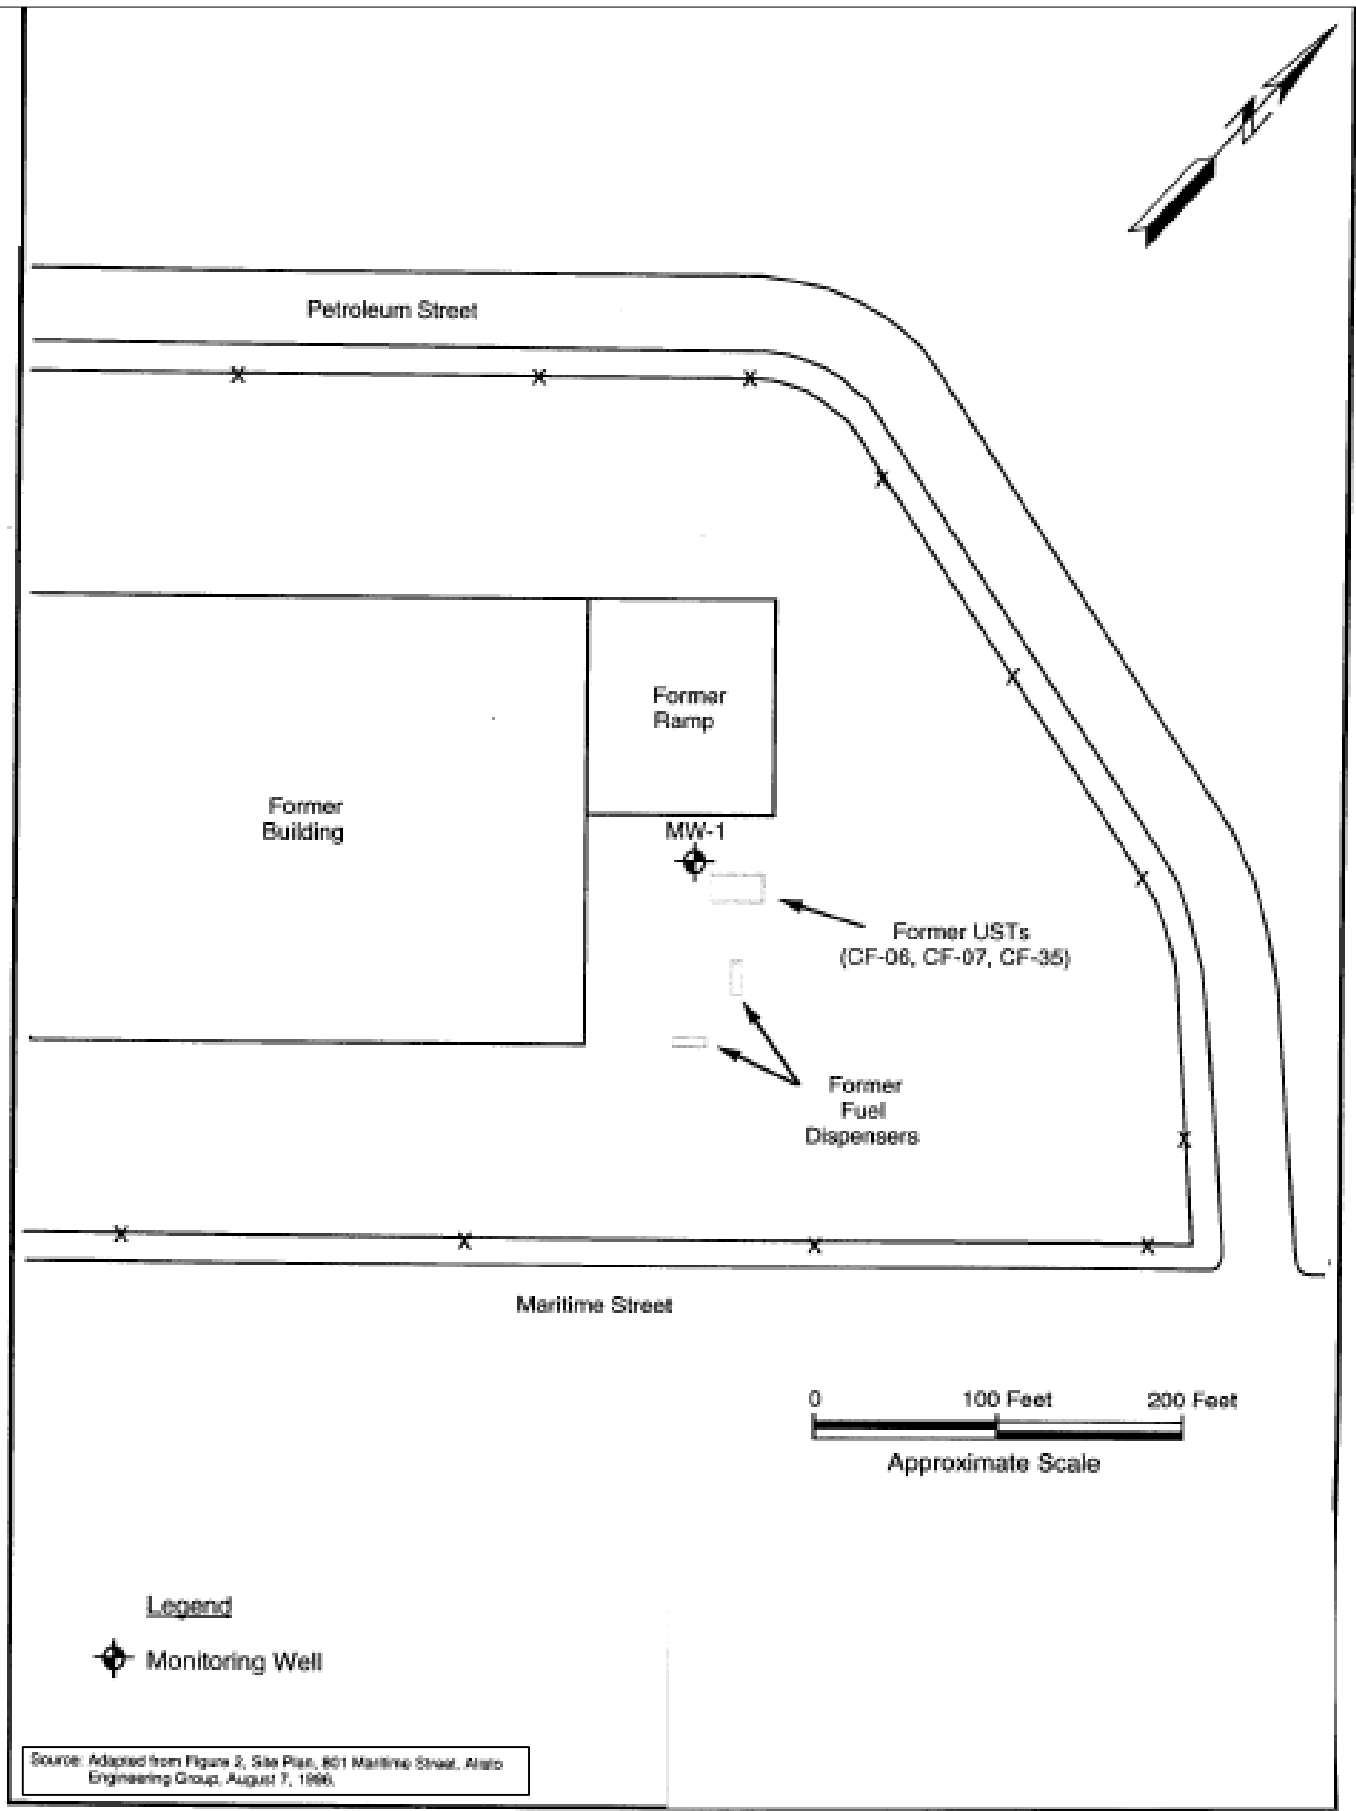 N
Petroleum Street
Former
Ramp
Former
Building
MW-1
Former USTs
(CF-06, CF-07, CF-35)
Former
Fuel
Dispensers
Maritime Street
0 100 Feet 200 Feet
Approximate Scale
Legend
Monitoring Well
Source: Adapted from Figure 2, Site Plan, 801 Maritime Street,
Engineering Group, August 7, 1996.